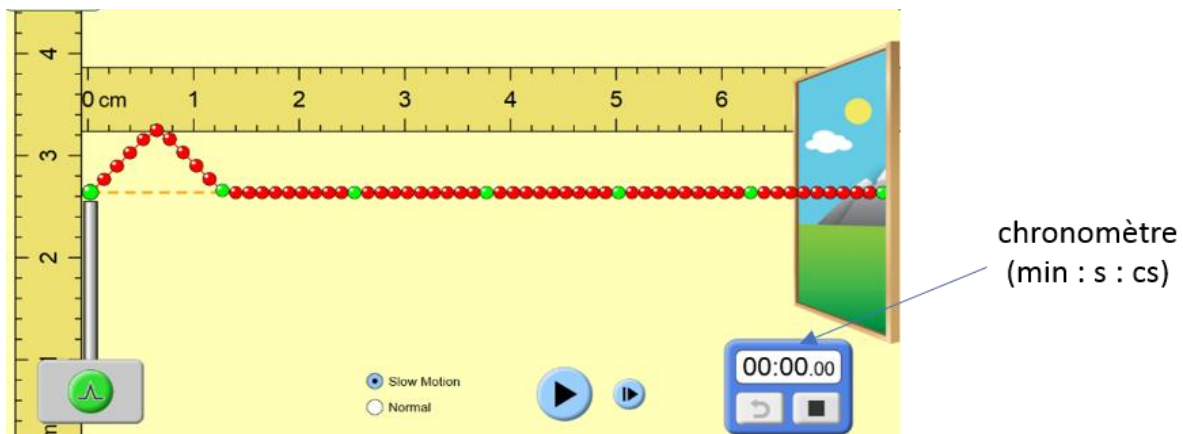 4
0 cm 1 2 3 4 5 6
3
2
1
Slow Motion
Normal
00:00.00
chronomètre
(min : s : cs)